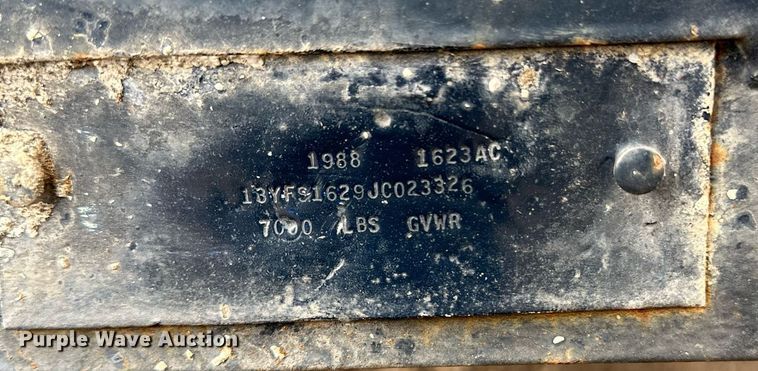 1988 1623AC
13YFS1629JC023326
7000 LBS GVWR
Purple Wave Auction